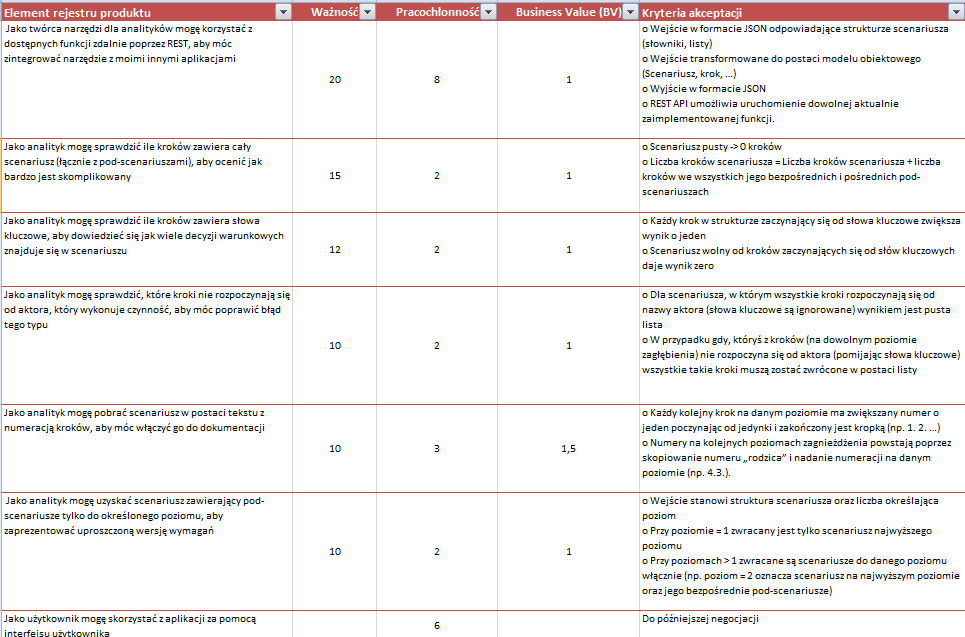 Element rejestru produktu Ważność Pracochłonność Business Value (BV) Kryteria akceptacji
Jako twórca narzędzi dla analityków mogę korzystać z
dostępnych funkcji zdalnie poprzez REST, aby móc
zintegrować narzędzie z moimi innymi aplikacjami
20
8
1
o Wejście w formacie JSON odpowiadające strukturze scenariusza
(słowniki, listy)
o Wejście transformowane do postaci modelu obiektowego
(Scenariusz, krok, ...)
o Wyjście w formacie JSON
o REST API umożliwia uruchomienie dowolnej aktualnie
zaimplementowanej funkcji.
Jako analityk mogę sprawdzić ile kroków zawiera cały
scenariusz (łącznie z pod-scenariuszami), aby ocenić jak
bardzo jest skomplikowany
15
2
1
o Scenariusz pusty -> 0 kroków
o Liczba kroków scenariusza = Liczba kroków scenariusza + liczba
kroków we wszystkich jego bezpośrednich i pośrednich pod-
scenariuszach
Jako analityk mogę sprawdzić ile kroków zawiera słowa
kluczowe, aby dowiedzieć się jak wiele decyzji warunkowych
znajduje się w scenariuszu
12
2
1
o Każdy krok w strukturze zaczynający się od słowa kluczowe zwiększa
wynik o jeden
o Scenariusz wolny od kroków zaczynających się od słów kluczowych
daje wynik zero
Jako analityk mogę sprawdzić, które kroki nie rozpoczynają się
od aktora, który wykonuje czynność, aby móc poprawić błąd
tego typu
10
2
1
o Dla scenariusza, w którym wszystkie kroki rozpoczynają się od
nazwy aktora (słowa kluczowe są ignorowane) wynikiem jest pusta
lista
o W przypadku gdy, któryś z kroków (na dowolnym poziomie
zagłębienia) nie rozpoczyna się od aktora (pomijając słowa kluczowe)
wszystkie takie kroki muszą zostać zwrócone w postaci listy
Jako analityk mogę pobrać scenariusz w postaci tekstu z
numeracją kroków, aby móc włączyć go do dokumentacji
10
3
1,5
o Każdy kolejny krok na danym poziomie ma zwiększany numer o
jeden poczynając od jedynki i zakończony jest kropką (np. 1. 2. ...)
o Numery na kolejnych poziomach zagnieżdżenia powstają poprzez
skopiowanie numeru „rodzica” i nadanie numeracji na danym
poziomie (np. 4.3.).
Jako analityk mogę uzyskać scenariusz zawierający pod-
scenariusze tylko do określonego poziomu, aby
zaprezentować uproszczoną wersję wymagań
10
2
1
o Wejście stanowi struktura scenariusza oraz liczba określająca
poziom
o Przy poziomie = 1 zwracany jest tylko scenariusz najwyższego
poziomu
o Przy poziomach > 1 zwracane są scenariusze do danego poziomu
włącznie (np. poziom = 2 oznacza scenariusz na najwyższym poziomie
oraz jego bezpośrednie pod-scenariusze)
Jako użytkownik mogę skorzystać z aplikacji za pomocą
interfejsu użytkownika
6
Do późniejszej negocjacji